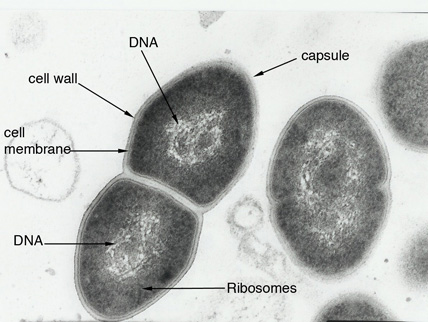 DNA
capsule
cell wall
cell
membrane
DNA
Ribosomes